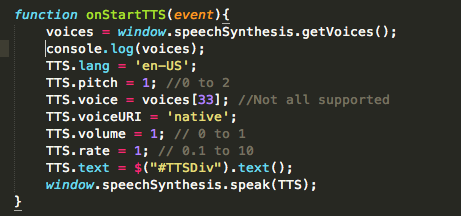 function onStartTTS(event){
voices = window.speechSynthesis.getVoices();
console.log(voices);
TTS.lang = 'en-US';
TTS.pitch = 1; //0 to 2
TTS.voice = voices[33]; //Not all supported
TTS.voiceURI = 'native';
TTS.volume = 1; // 0 to 1
TTS.rate = 1; // 0.1 to 10
TTS.text = $("#TTSDiv").text();
window.speechSynthesis.speak(TTS);
}